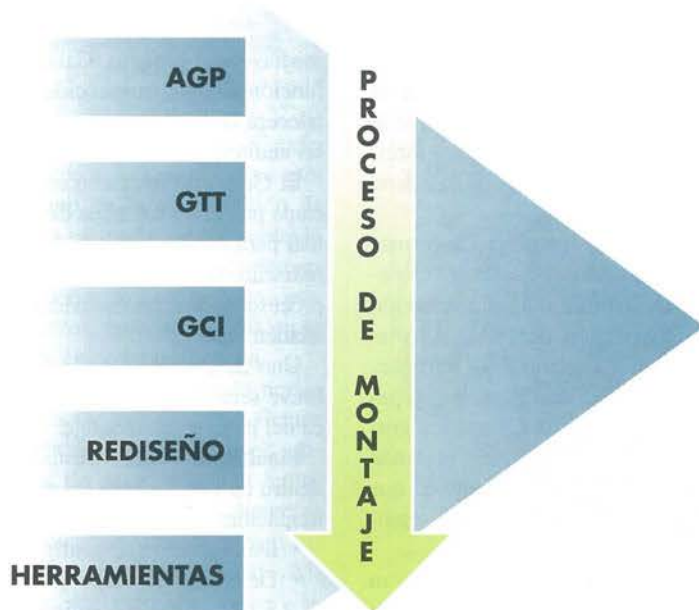 AGP
GTT
GCI
REDISEÑO
HERRAMIENTAS
PROCESO DE MONTAJE